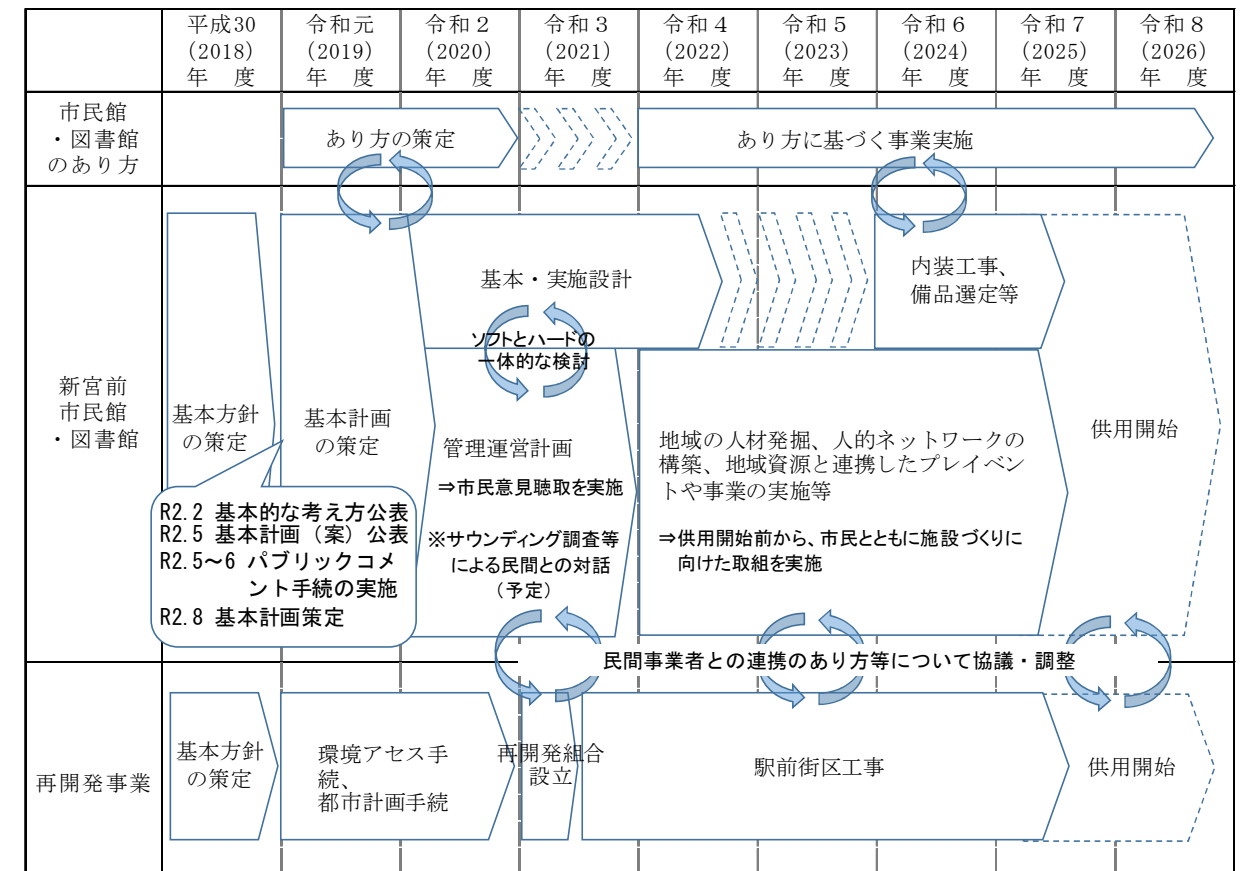 平成30
(2018)
年　度
令和元
(2019)
年　度
令和２
(2020)
年　度
令和３
(2021)
年　度
令和４
(2022)
年　度
令和５
(2023)
年　度
令和６
(2024)
年　度
令和７
(2025)
年　度
令和８
(2026)
年　度
市民館
・図書館
のあり方
あり方の策定
あり方に基づく事業実施
新宮前
市民館
・図書館
基本方針
の策定
基本計画
の策定
基本・実施設計
ソフトとハードの
一体的な検討
内装工事、
備品選定等
管理運営計画
⇒市民意見聴取を実施
※サウンディング調査等
による民間との対話
（予定）
地域の人材発掘、人的ネットワークの
構築、地域資源と連携したプレイベン
トや事業の実施等
⇒供用開始前から、市民とともに施設づくりに
向けた取組を実施
供用開始
R2.2 基本的な考え方公表
R2.5 基本計画（案）公表
R2.5～6 パブリックコメ
ント手続の実施
R2.8 基本計画策定
民間事業者との連携のあり方等について協議・調整
再開発事業
基本方針
の策定
環境アセス手
続、
都市計画手続
再開発組合
設立
駅前街区工事
供用開始